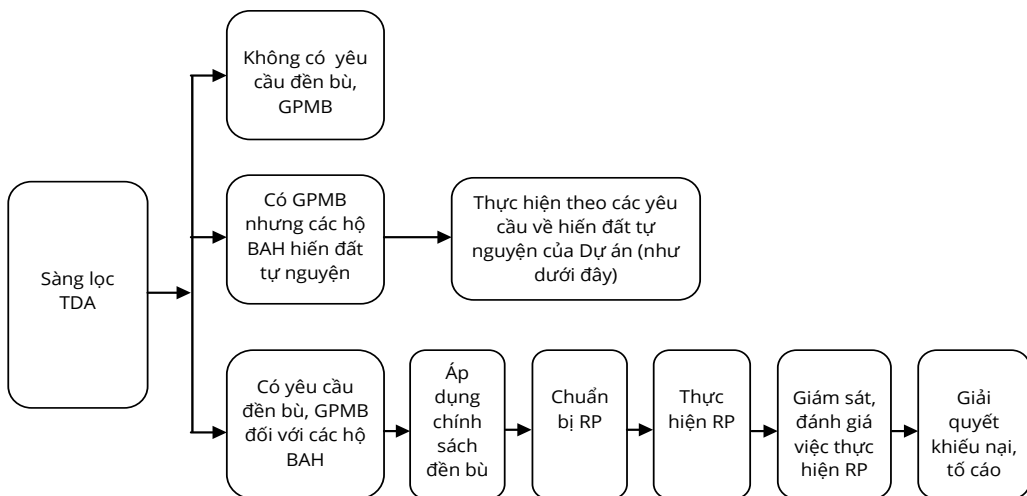 Không có yêu
cầu đền bù,
GPMB
Sàng lọc
TDA
Có GPMB
nhưng các hộ
BAH hiến đất
tự nguyện
Thực hiện theo các yêu
cầu về hiến đất tự
nguyện của Dự án (như
dưới đây)
Có yêu cầu
đền bù, GPMB
đối với các hộ
BAH
Áp
dụng
chính
sách
đền bù
Chuẩn
bị RP
Thực
hiện RP
Giám sát,
đánh giá
việc thực
hiện RP
Giải
quyết
khiếu nại,
tố cáo